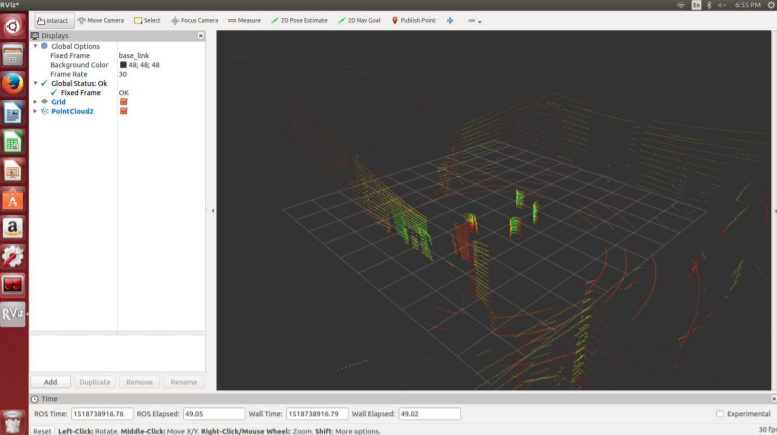 RViz*
En
6:55 PM
Interact Move Camera Select Focus Camera Measure 2D Pose Estimate 2D Nav Goal Publish Point
Displays
Global Options
Fixed Frame base_link
Background Color 48; 48; 48
Frame Rate 30
Global Status: Ok
Fixed Frame OK
Grid
PointCloud2
a
RViz
Add Duplicate Remove Rename
Time
ROS Time: 1518738916.76 ROS Elapsed: 49.05 Wall Time: 1518738916.79 Wall Elapsed: 49.02 Experimental
Reset Left-Click: Rotate. Middle-Click: Move X/Y. Right-Click/Mouse Wheel: Zoom. Shift: More options. 30 fps